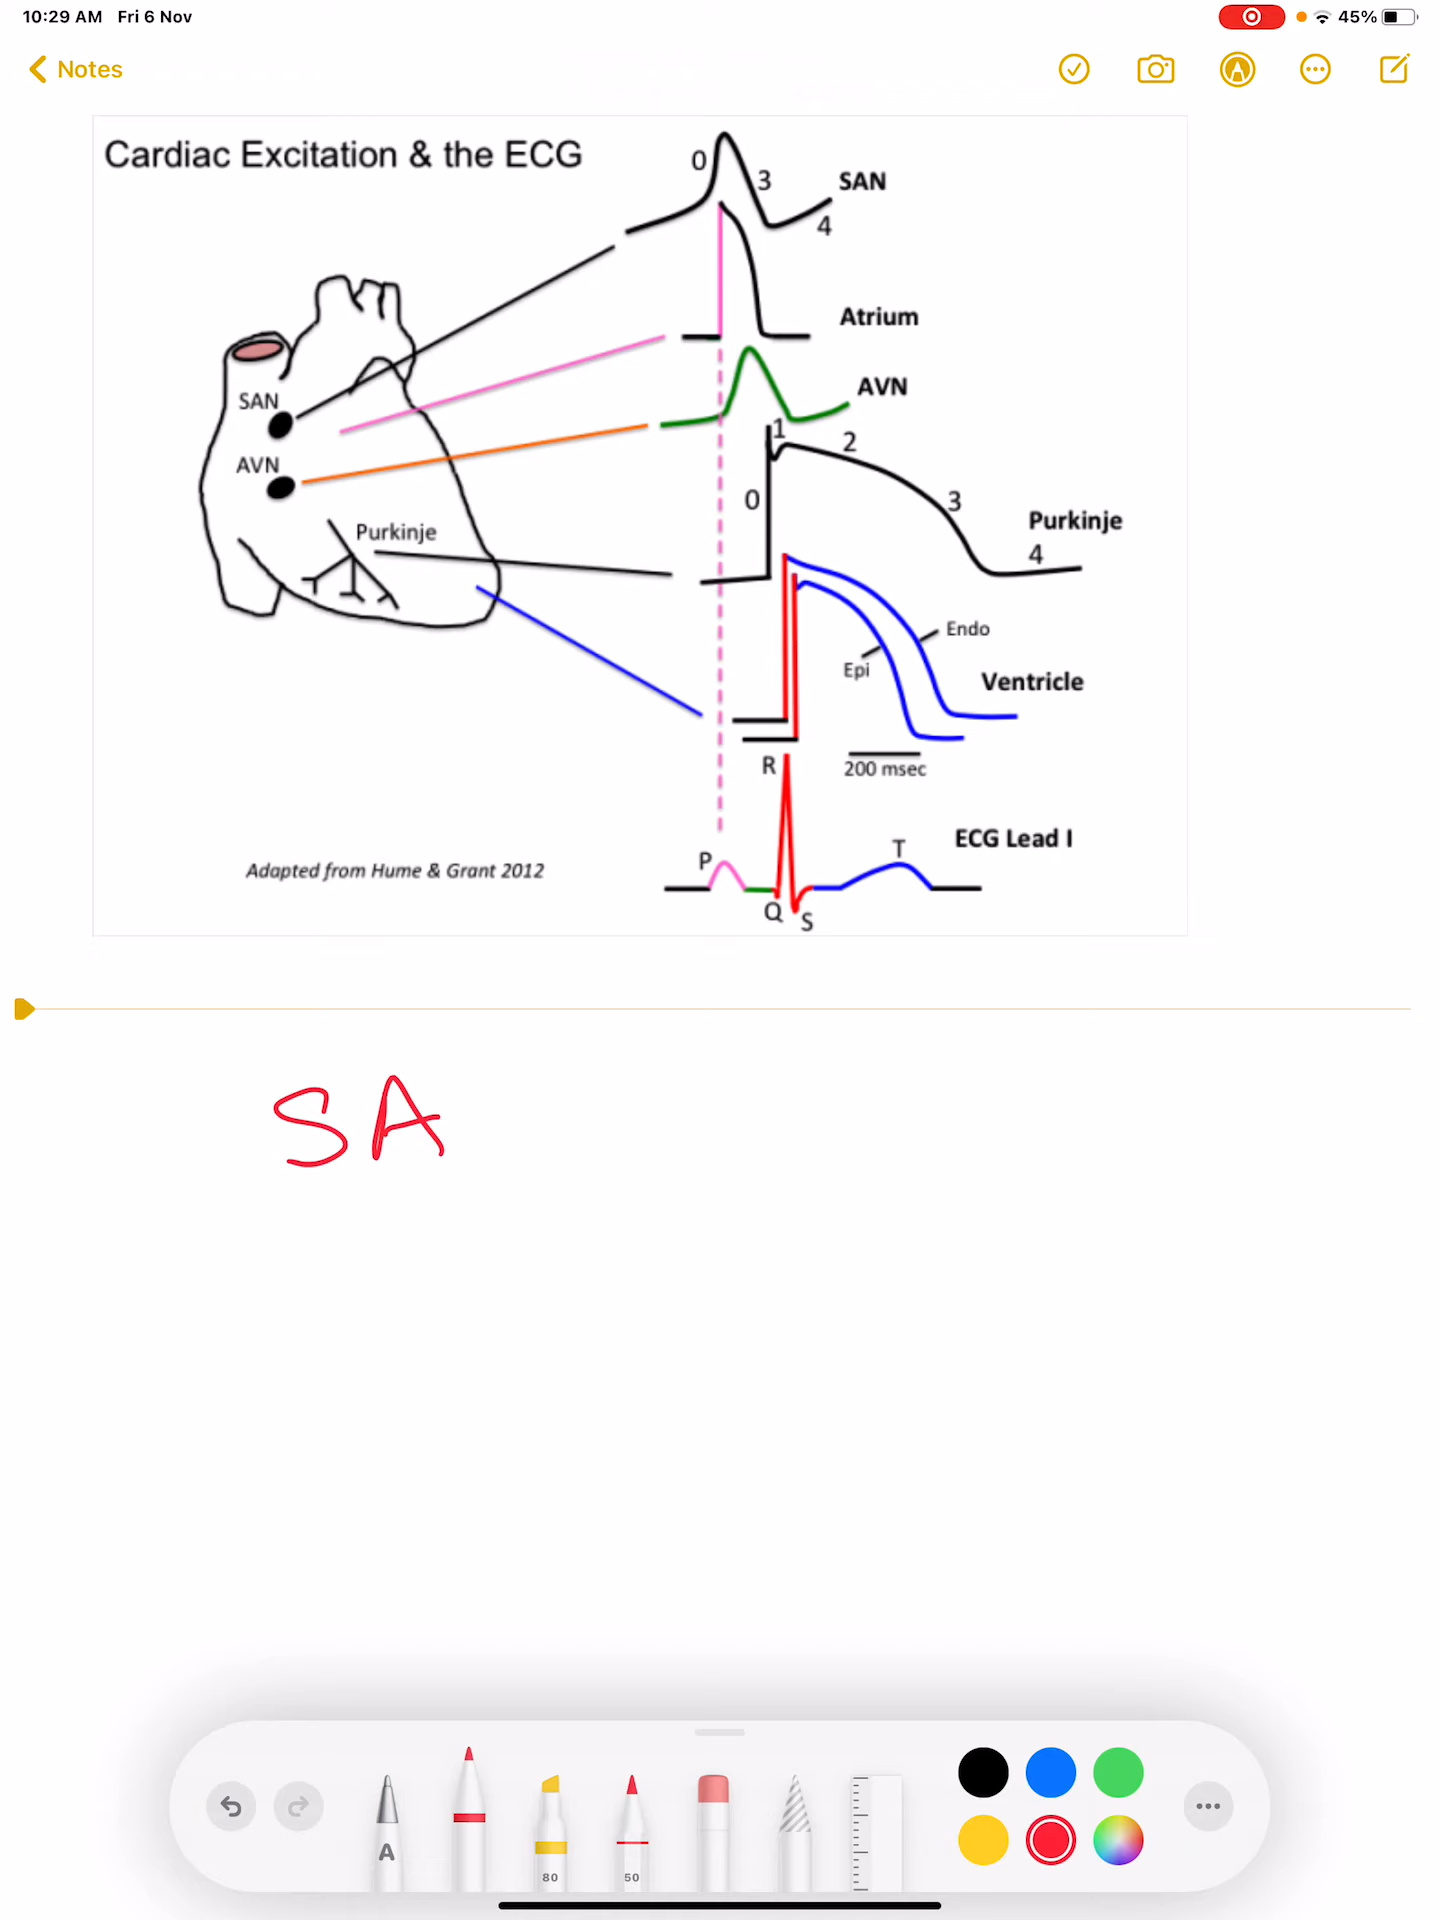 10:29 AM Fri 6 Nov
45%
Notes
Cardiac Excitation & the ECG
0
3
SAN
4
Atrium
AVN
SAN
AVN
1
2
0
3
Purkinje
4
Purkinje
Endo
Epi
Ventricle
R
200 msec
ECG Lead I
T
P
Adapted from Hume & Grant 2012
Q
S
SA
A
80
50